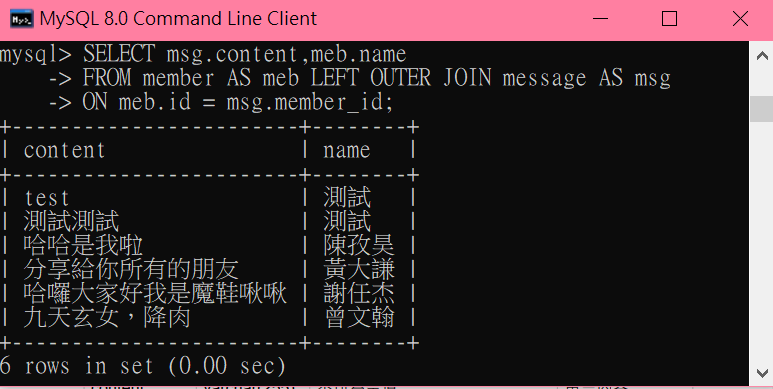 MySQL 8.0 Command Line Client
mysql> SELECT msg.content,meb.name
    -> FROM member AS meb LEFT OUTER JOIN message AS msg
    -> ON meb.id = msg.member_id;
+-----------------------+--------+
| content | name |
+-----------------------+--------+
| test | 測試 |
| 測試測試 | 測試 |
| 哈哈是我啦 | 陳孜昊 |
| 分享給你所有的朋友 | 黃大謙 |
| 哈囉大家好我是魔鞋啾啾 | 謝任杰 |
| 九天玄女，降肉 | 曾文翰 |
+-----------------------+--------+
6 rows in set (0.00 sec)